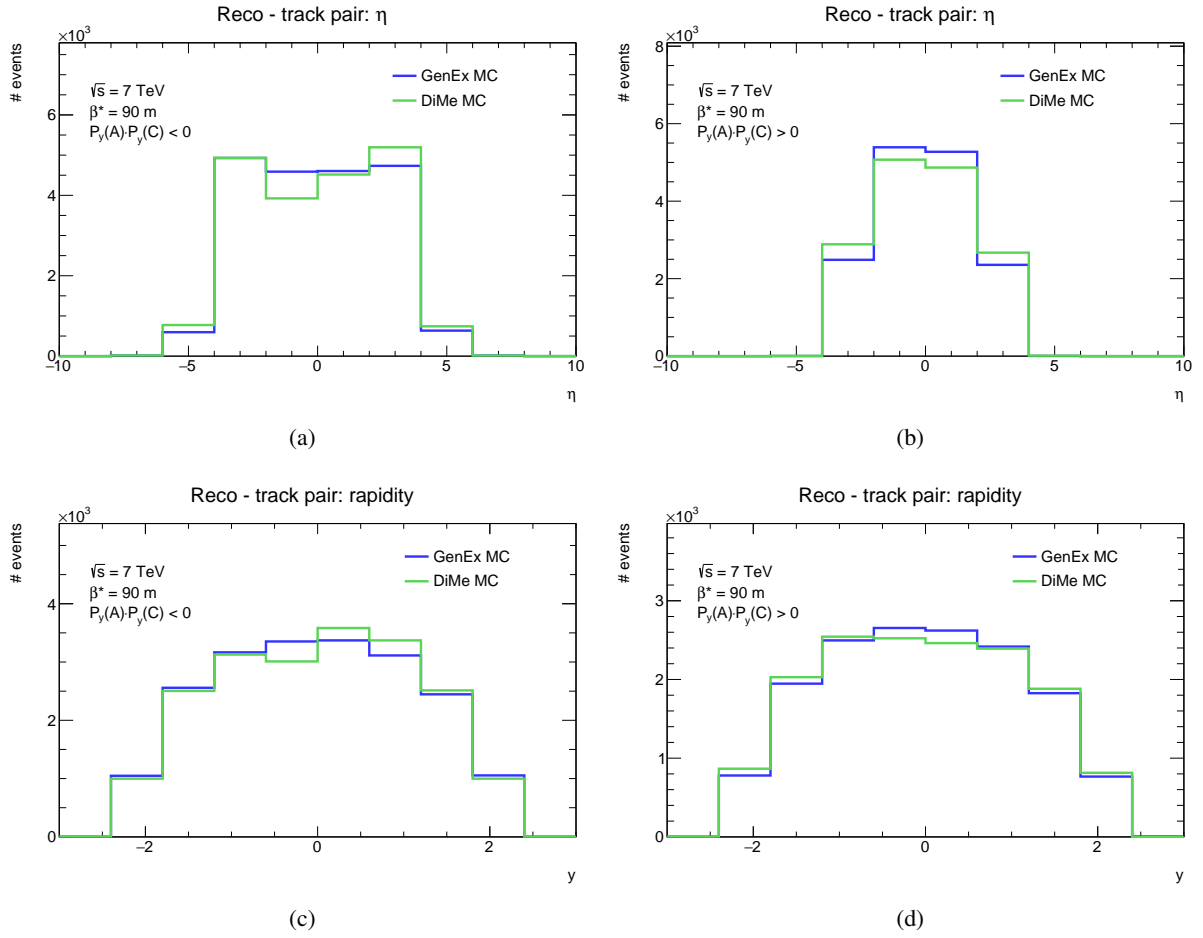 Reco - track pair: η
×10³
# events
√s = 7 TeV
β* = 90 m
P_y(A)·P_y(C) < 0
GenEx MC
DiMe MC
6
4
2
0
−10 −5 0 5 10
η
(a)
Reco - track pair: η
×10³
# events
√s = 7 TeV
β* = 90 m
P_y(A)·P_y(C) > 0
GenEx MC
DiMe MC
8
6
4
2
0
−10 −5 0 5 10
η
(b)
Reco - track pair: rapidity
×10³
# events
√s = 7 TeV
β* = 90 m
P_y(A)·P_y(C) < 0
GenEx MC
DiMe MC
4
2
0
−2 0 2
y
(c)
Reco - track pair: rapidity
×10³
# events
√s = 7 TeV
β* = 90 m
P_y(A)·P_y(C) > 0
GenEx MC
DiMe MC
3
2
1
0
−2 0 2
y
(d)